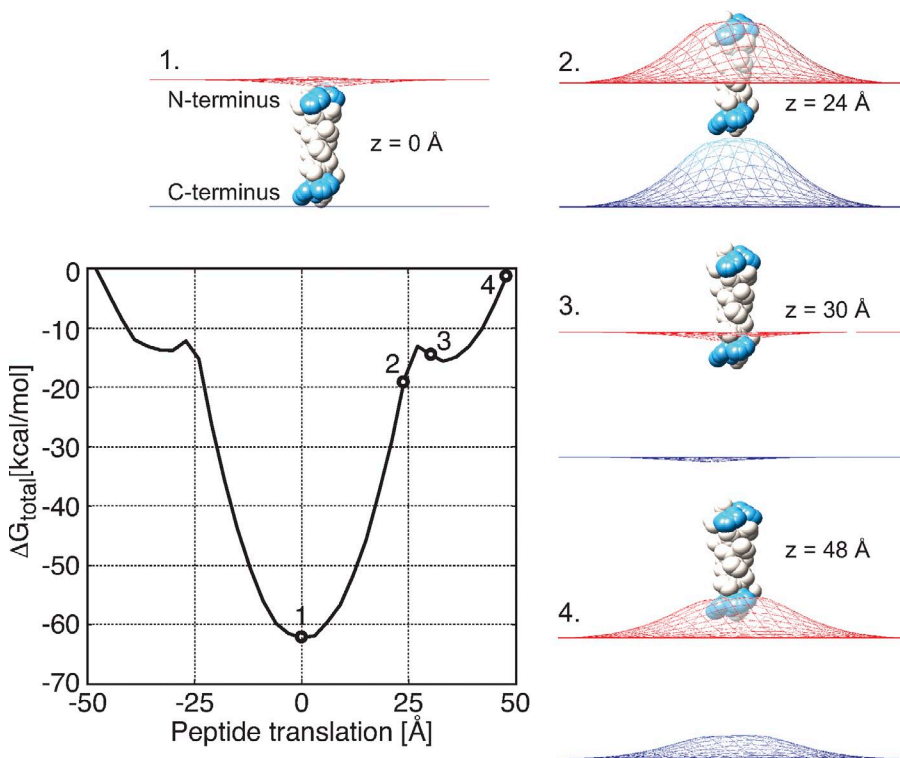 1.
N-terminus
z = 0 Å
C-terminus
2.
z = 24 Å
3.
z = 30 Å
4.
z = 48 Å
ΔG_total[kcal/mol]
0
-10
-20
-30
-40
-50
-60
-70
1
2
3
4
-50
-25
0
25
50
Peptide translation [Å]